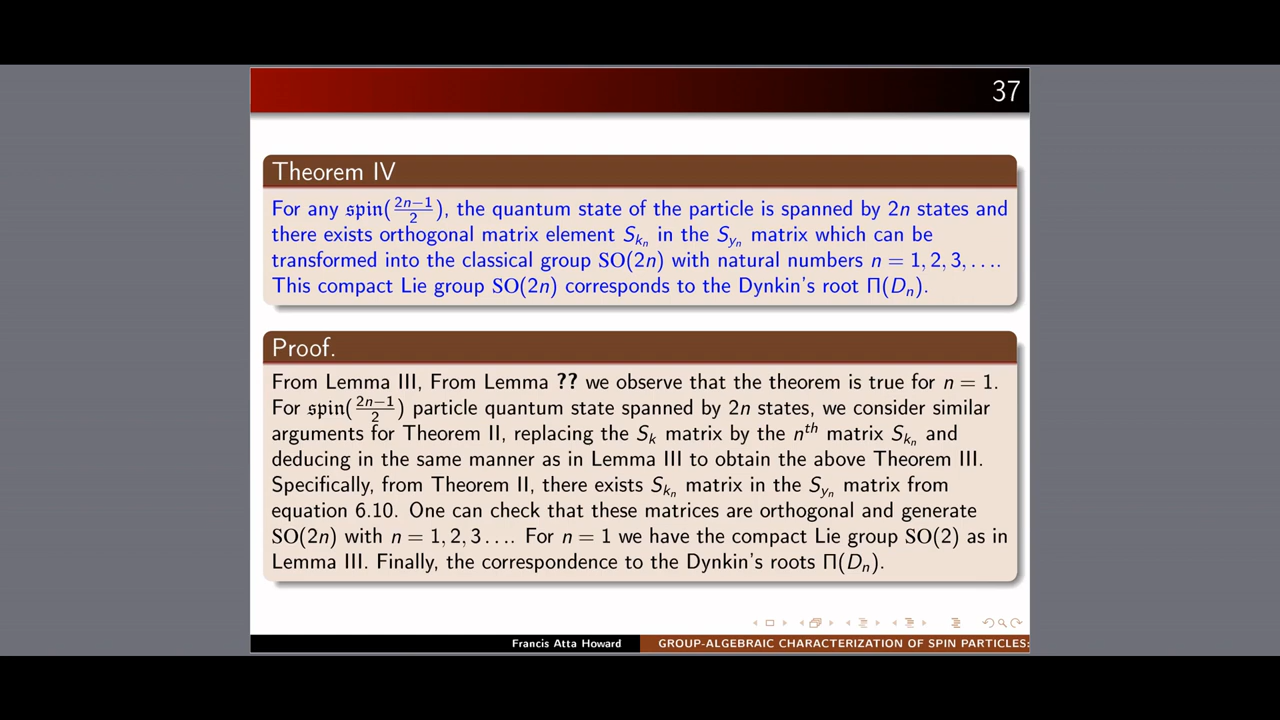 37
Theorem IV
For any 𝔰𝔭𝔦𝔫(2n−1/2), the quantum state of the particle is spanned by 2n states and
there exists orthogonal matrix element S_{k_n} in the S_{y_n} matrix which can be
transformed into the classical group SO(2n) with natural numbers n = 1, 2, 3, . . . .
This compact Lie group SO(2n) corresponds to the Dynkin's root Π(D_n).
Proof.
From Lemma III, From Lemma ?? we observe that the theorem is true for n = 1.
For 𝔰𝔭𝔦𝔫(2n−1/2) particle quantum state spanned by 2n states, we consider similar
arguments for Theorem II, replacing the S_k matrix by the n^{th} matrix S_{k_n} and
deducing in the same manner as in Lemma III to obtain the above Theorem III.
Specifically, from Theorem II, there exists S_{k_n} matrix in the S_{y_n} matrix from
equation 6.10. One can check that these matrices are orthogonal and generate
SO(2n) with n = 1, 2, 3 . . . . For n = 1 we have the compact Lie group SO(2) as in
Lemma III. Finally, the correspondence to the Dynkin's roots Π(D_n).
Francis Atta Howard GROUP-ALGEBRAIC CHARACTERIZATION OF SPIN PARTICLES: